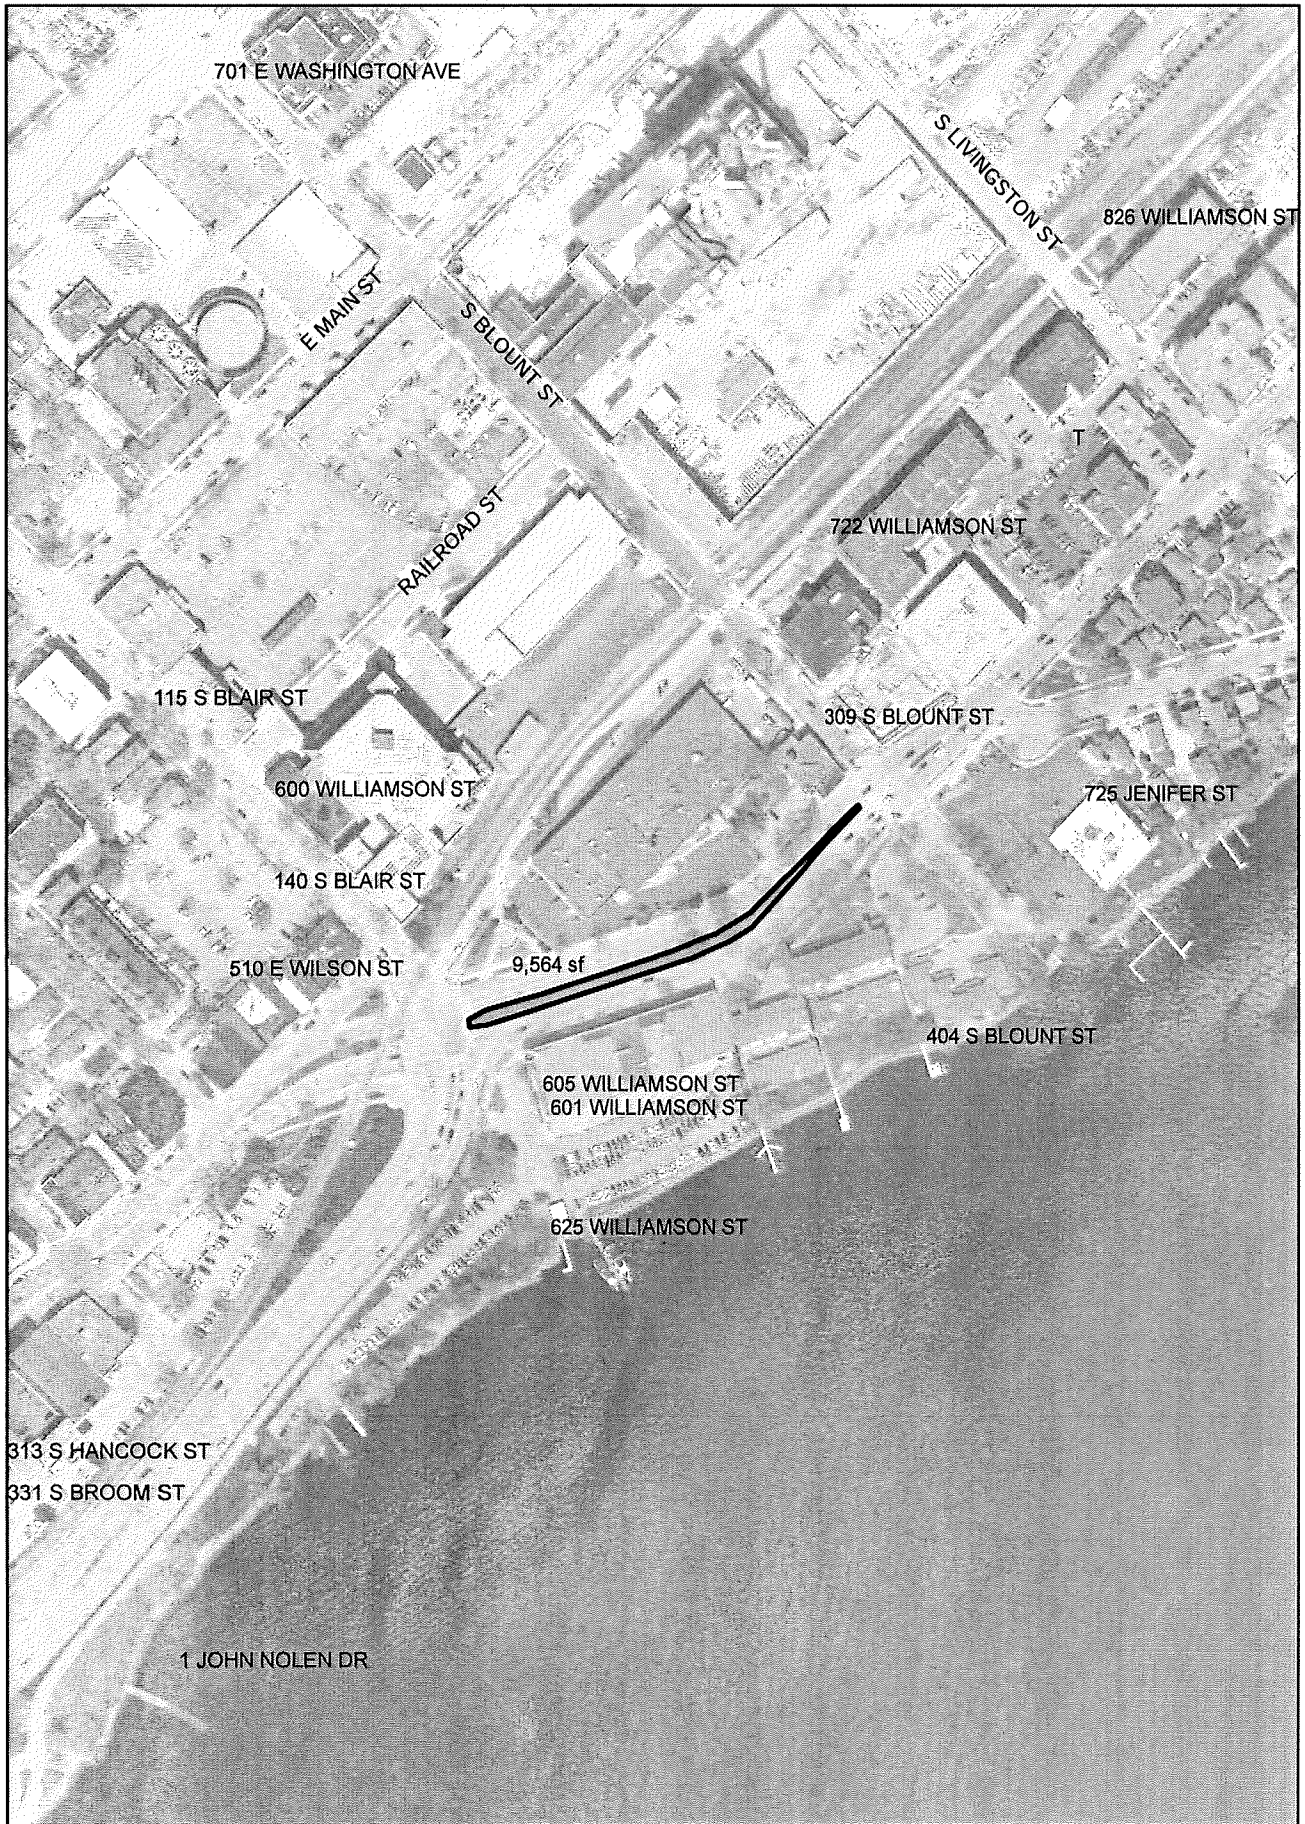 701 E WASHINGTON AVE
S LIVINGSTON ST
826 WILLIAMSON ST
E MAIN ST
S BLOUNT ST
T
RAILROAD ST
722 WILLIAMSON ST
115 S BLAIR ST
309 S BLOUNT ST
600 WILLIAMSON ST
725 JENIFER ST
140 S BLAIR ST
510 E WILSON ST
9,564 sf
404 S BLOUNT ST
605 WILLIAMSON ST
601 WILLIAMSON ST
625 WILLIAMSON ST
313 S HANCOCK ST
331 S BROOM ST
1 JOHN NOLEN DR